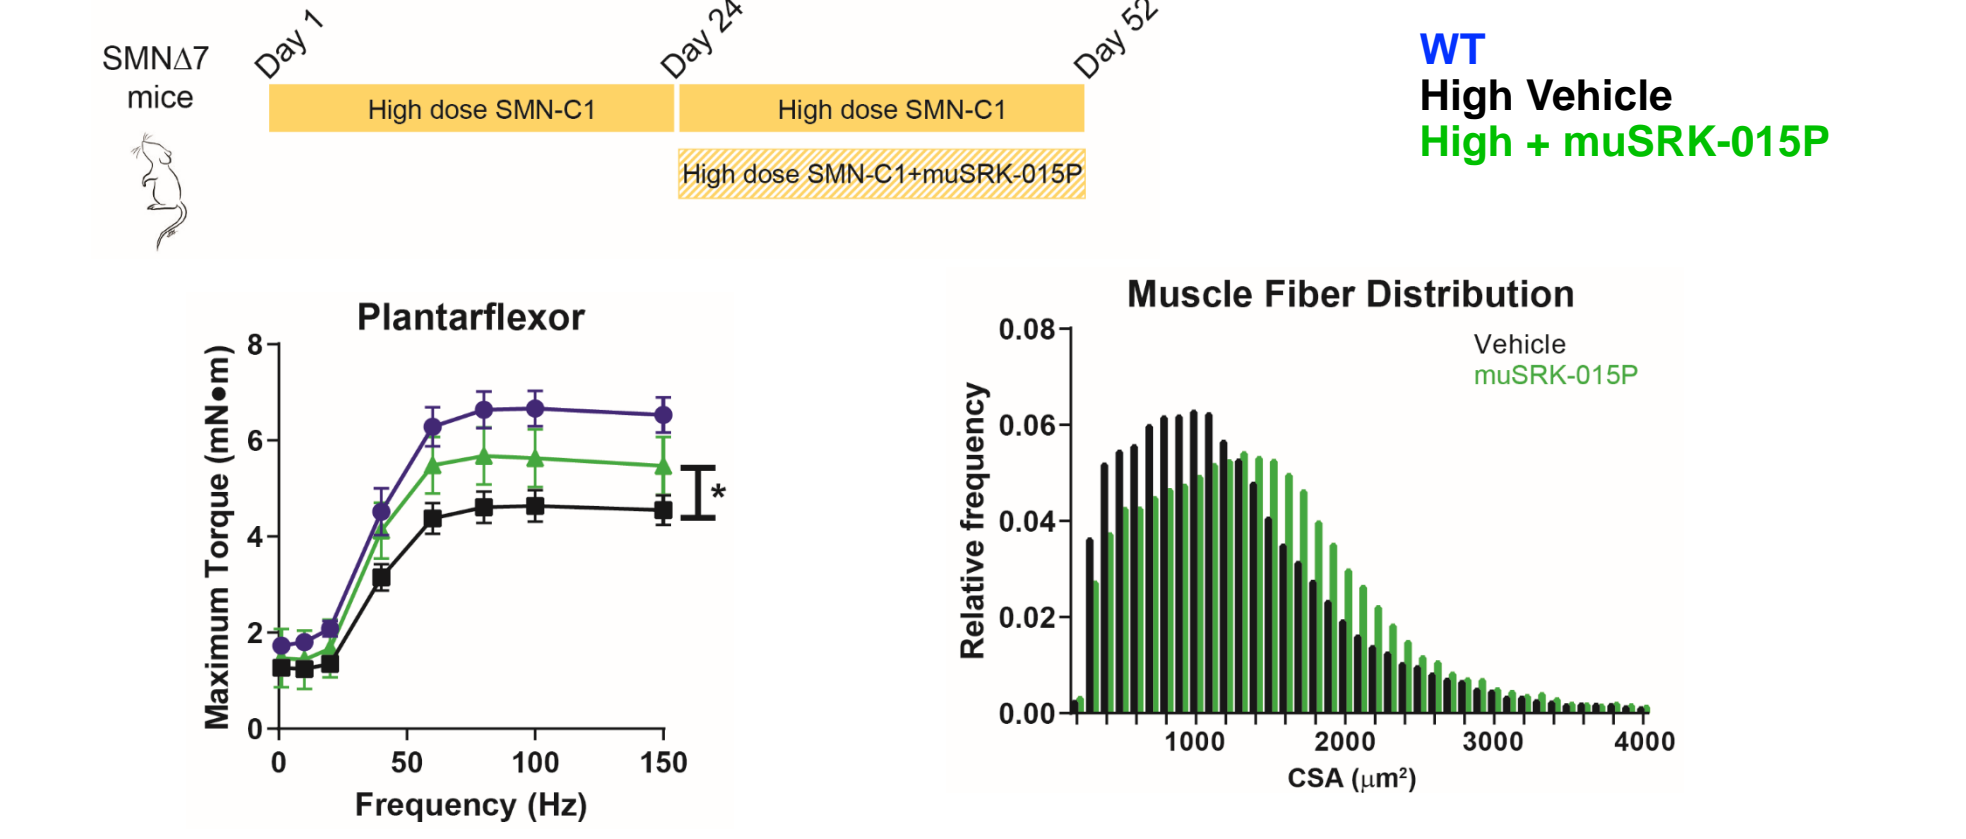 SMNΔ7
mice
Day 1
Day 24
Day 52
High dose SMN-C1
High dose SMN-C1
High dose SMN-C1+muSRK-015P
WT
High Vehicle
High + muSRK-015P
Plantarflexor
Maximum Torque (mN●m)
8
6
4
2
0
0 50 100 150
Frequency (Hz)
*
Muscle Fiber Distribution
Vehicle
muSRK-015P
Relative frequency
0.08
0.06
0.04
0.02
0.00
1000 2000 3000 4000
CSA (μm²)